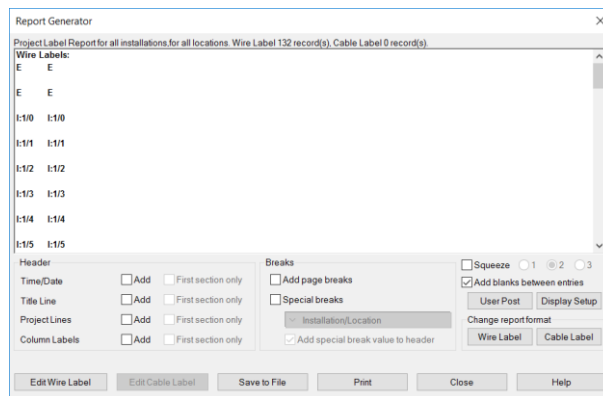 Report Generator
Project Label Report for all installations,for all locations. Wire Label 132 record(s), Cable Label 0 record(s).
Wire Labels:
E E
E E
I:1/0 I:1/0
I:1/1 I:1/1
I:1/2 I:1/2
I:1/3 I:1/3
I:1/4 I:1/4
I:1/5 I:1/5
Header
Time/Date Add First section only
Title Line Add First section only
Project Lines Add First section only
Column Labels Add First section only
Breaks
Add page breaks
Special breaks
Installation/Location
Add special break value to header
Squeeze 1 2 3
Add blanks between entries
User Post Display Setup
Change report format
Wire Label Cable Label
Edit Wire Label Edit Cable Label Save to File Print Close Help